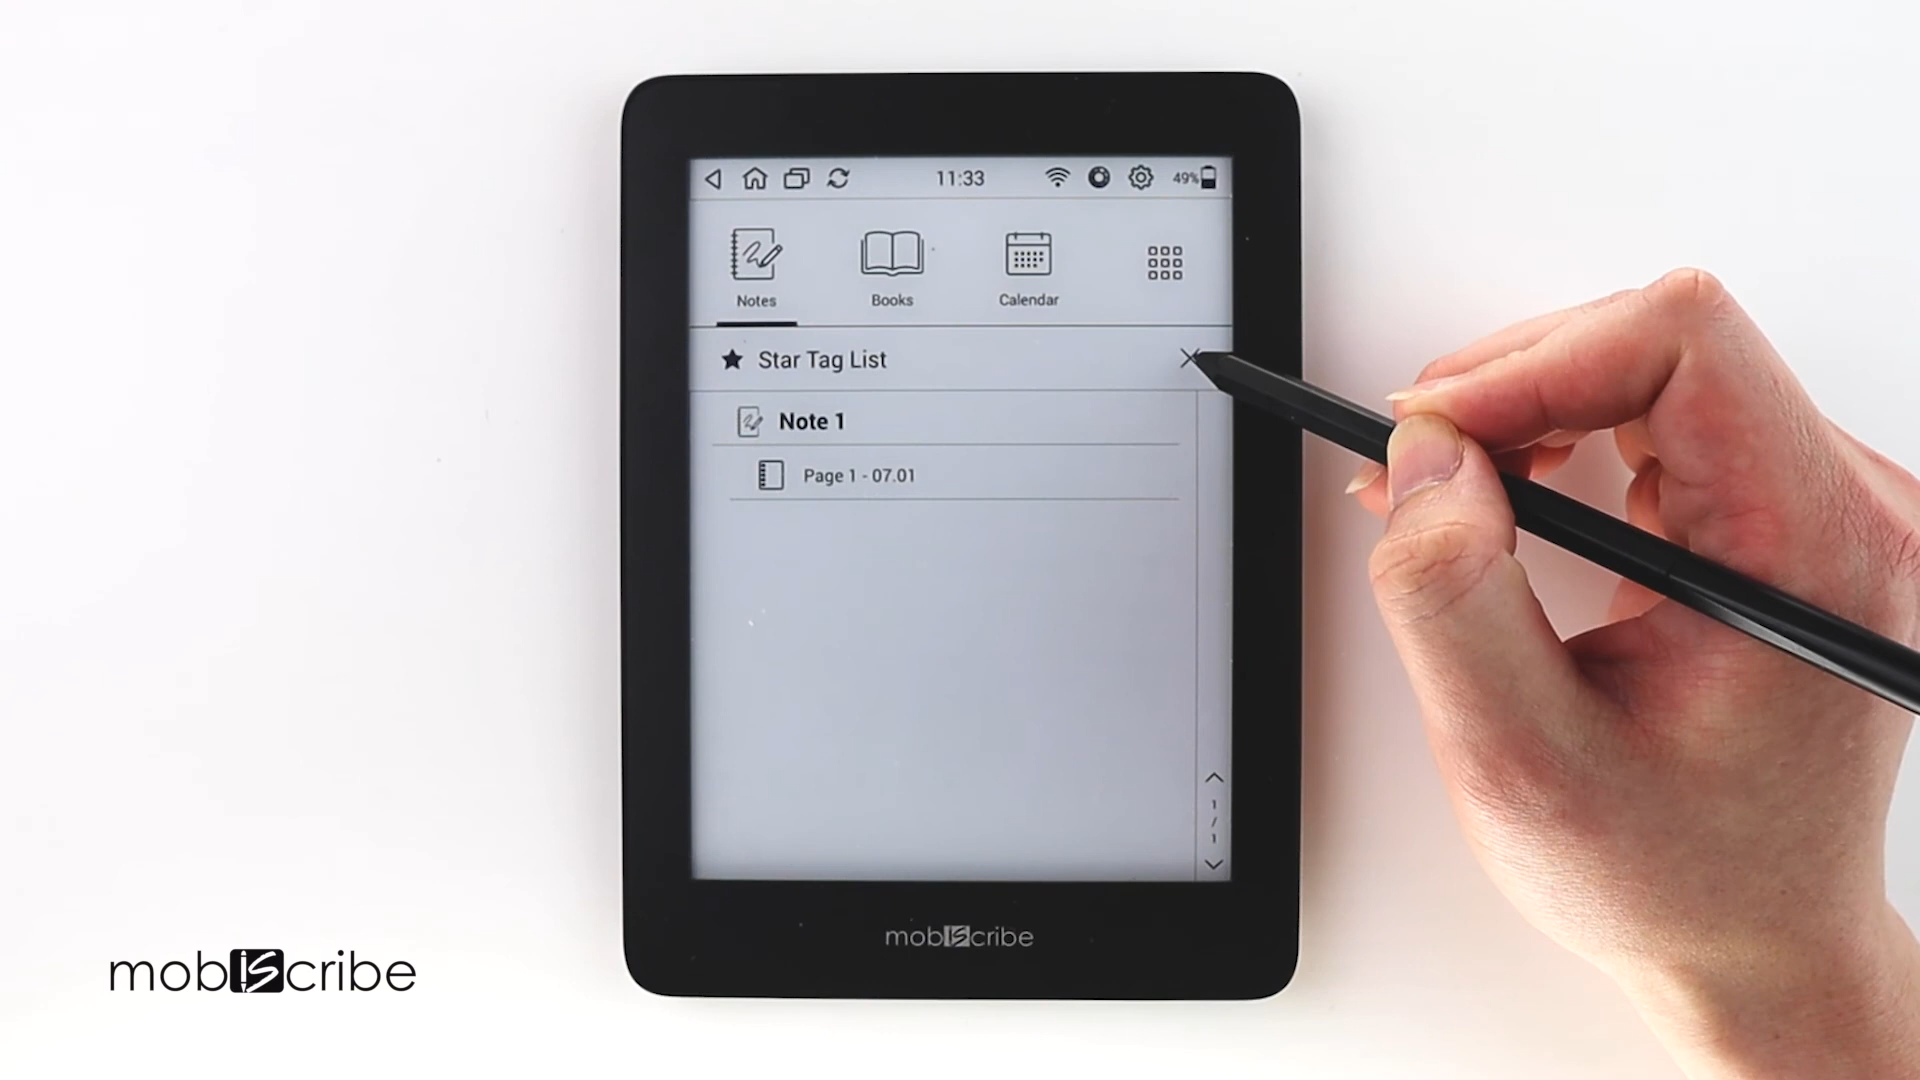 11:33
49%
Notes
Books
Calendar
Star Tag List
Note 1
Page 1 - 07.01
1
/
1
mobiscribe
mobiscribe